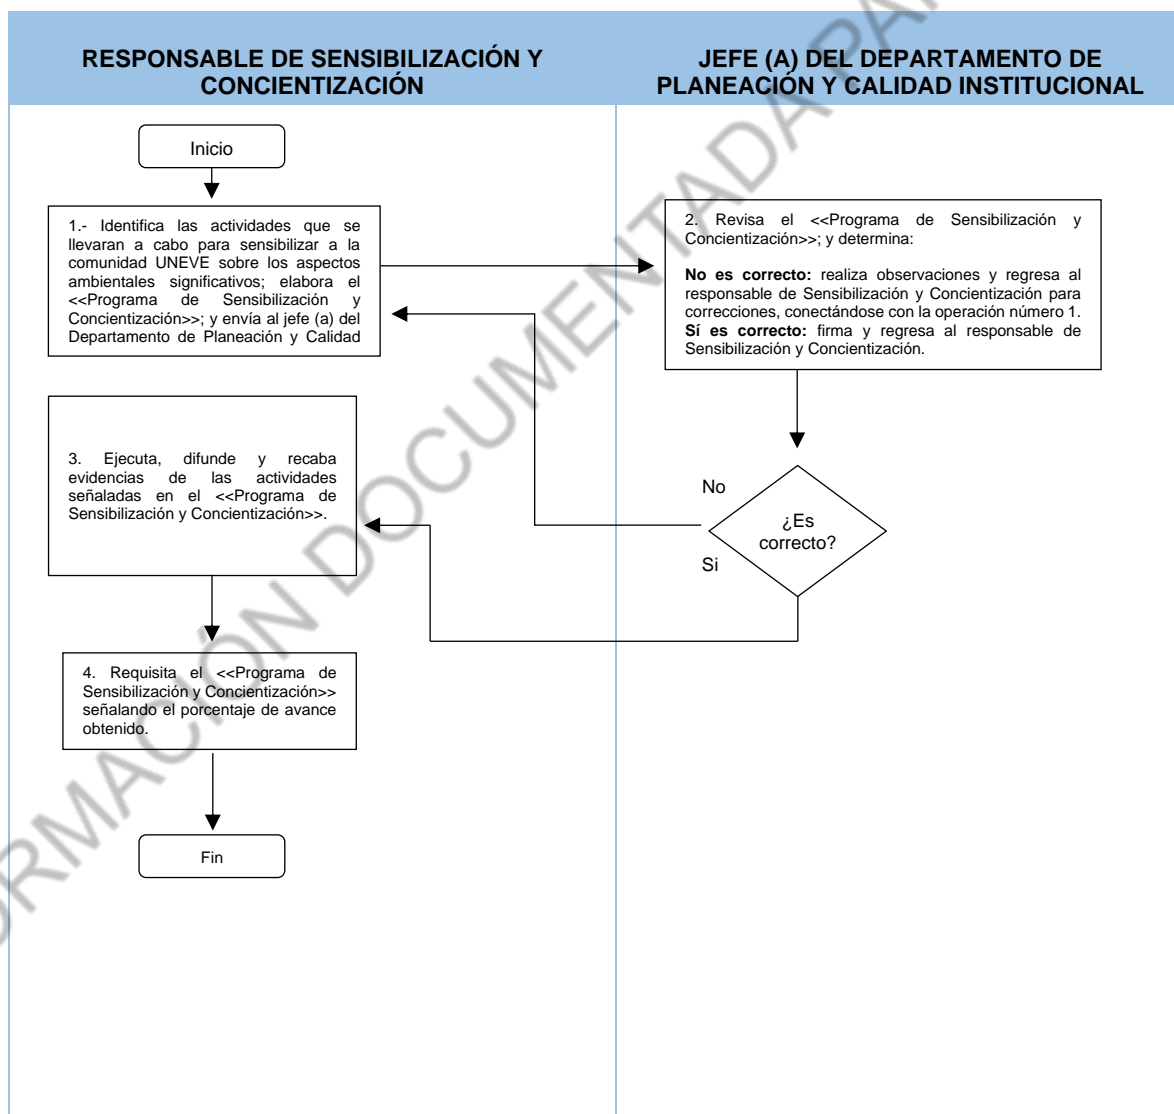 RESPONSABLE DE SENSIBILIZACIÓN Y
CONCIENTIZACIÓN
JEFE (A) DEL DEPARTAMENTO DE
PLANEACIÓN Y CALIDAD INSTITUCIONAL
Inicio
1.- Identifica las actividades que se
llevaran a cabo para sensibilizar a la
comunidad UNEVE sobre los aspectos
ambientales significativos; elabora el
<<Programa de Sensibilización y
Concientización>>; y envía al jefe (a) del
Departamento de Planeación y Calidad
2. Revisa el <<Programa de Sensibilización y
Concientización>>; y determina:
No es correcto: realiza observaciones y regresa al
responsable de Sensibilización y Concientización para
correcciones, conectándose con la operación número 1.
Sí es correcto: firma y regresa al responsable de
Sensibilización y Concientización.
3. Ejecuta, difunde y recaba
evidencias de las actividades
señaladas en el <<Programa de
Sensibilización y Concientización>>.
No
¿Es
correcto?
Si
4. Requisita el <<Programa de
Sensibilización y Concientización>>
señalando el porcentaje de avance
obtenido.
Fin
ORMACIÓN DOCUMENTADA PA